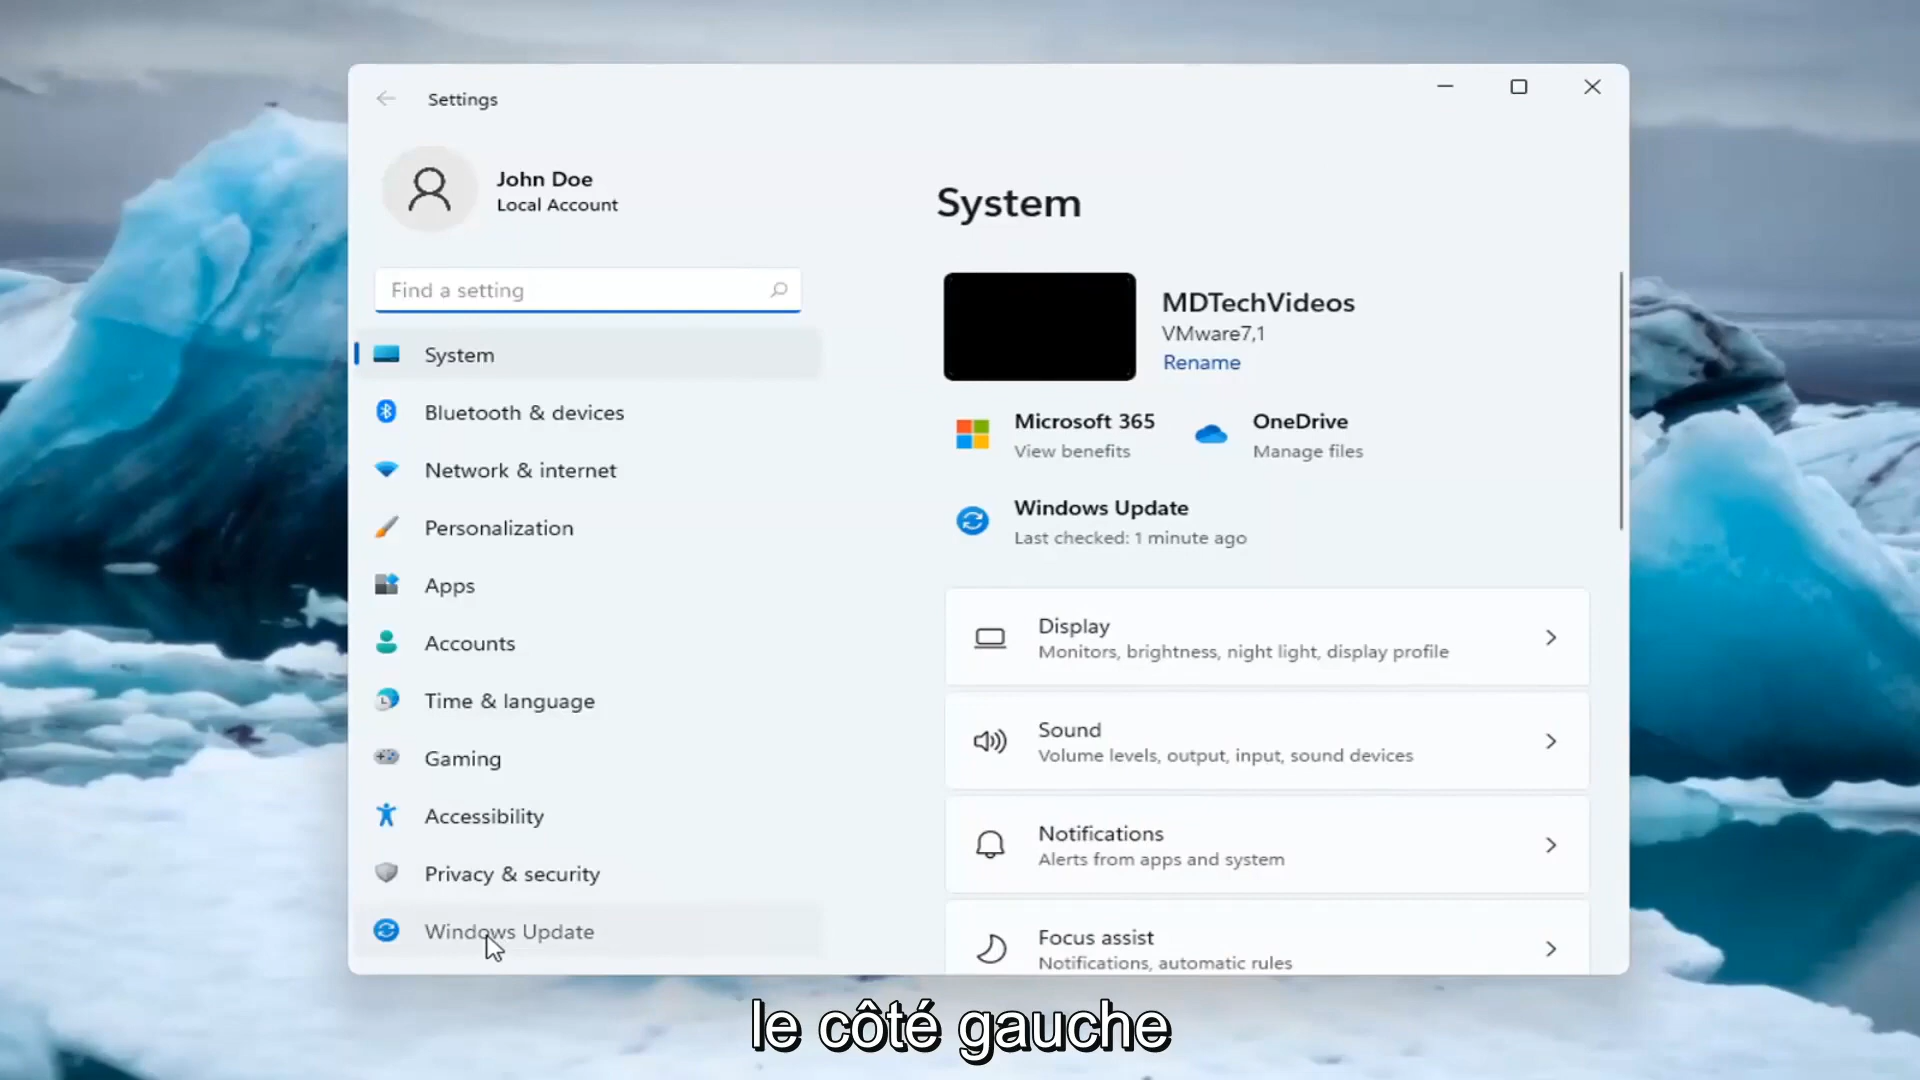 Settings
John Doe
Local Account
Find a setting
System
Bluetooth & devices
Network & internet
Personalization
Apps
Accounts
Time & language
Gaming
Accessibility
Privacy & security
Windows Update
System
MDTechVideos
VMware7,1
Rename
Microsoft 365
View benefits
OneDrive
Manage files
Windows Update
Last checked: 1 minute ago
Display
Monitors, brightness, night light, display profile
Sound
Volume levels, output, input, sound devices
Notifications
Alerts from apps and system
Focus assist
Notifications, automatic rules
le côté gauche